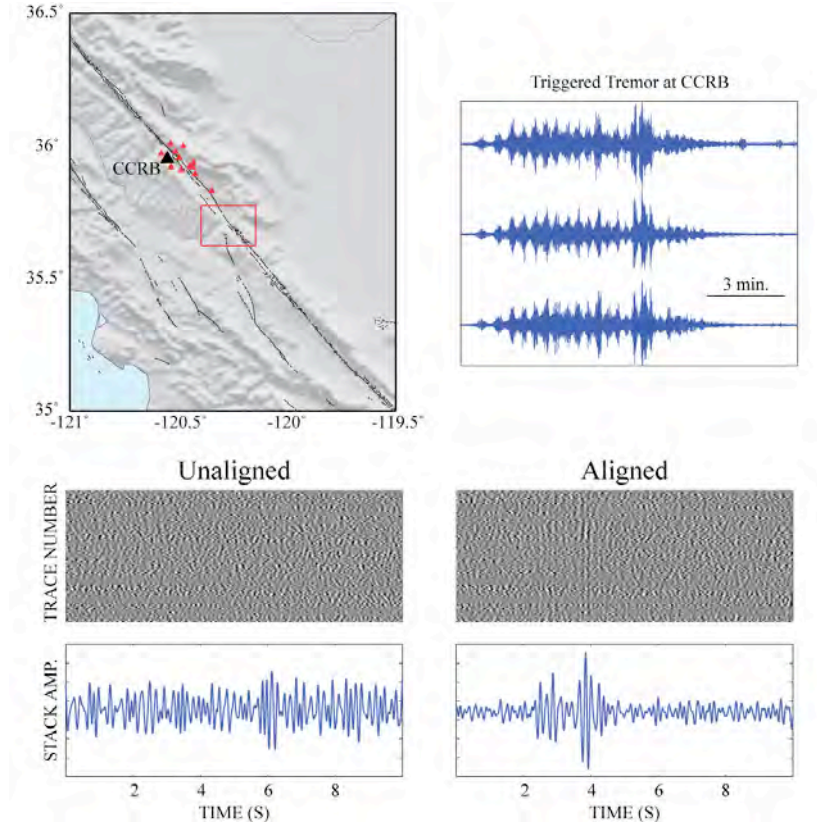 36.5˚
36˚
35.5˚
35˚
-121˚
-120.5˚
-120˚
-119.5˚
CCRB
Triggered Tremor at CCRB
3 min.
Unaligned
TRACE NUMBER
STACK AMP.
2
4
6
8
TIME (S)
Aligned
2
4
6
8
TIME (S)